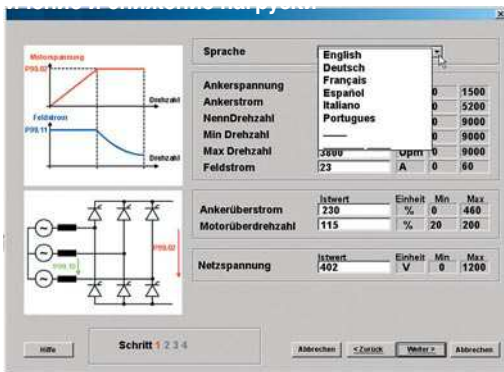 Motorspannung
P99.02
Drehzahl
Feldstrom
P99.11
Drehzahl
P99.10
P99.02
Sprache
English
Deutsch
Français
Español
Italiano
Portugues
Ankerspannung 0 1500
Ankerstrom 0 5200
NennDrehzahl 0 9000
Min Drehzahl 0 9000
Max Drehzahl 3800 Upm 0 9000
Feldstrom 23 A 0 60
Istwert Einheit Min Max
Ankerüberstrom 230 % 0 460
Motorüberdrehzahl 115 % 20 200
Istwert Einheit Min Max
Netzspannung 402 V 0 1200
Hilfe
Schritt 1 2 3 4
Abbrechen
<Zurück
Weiter >
Abbrechen